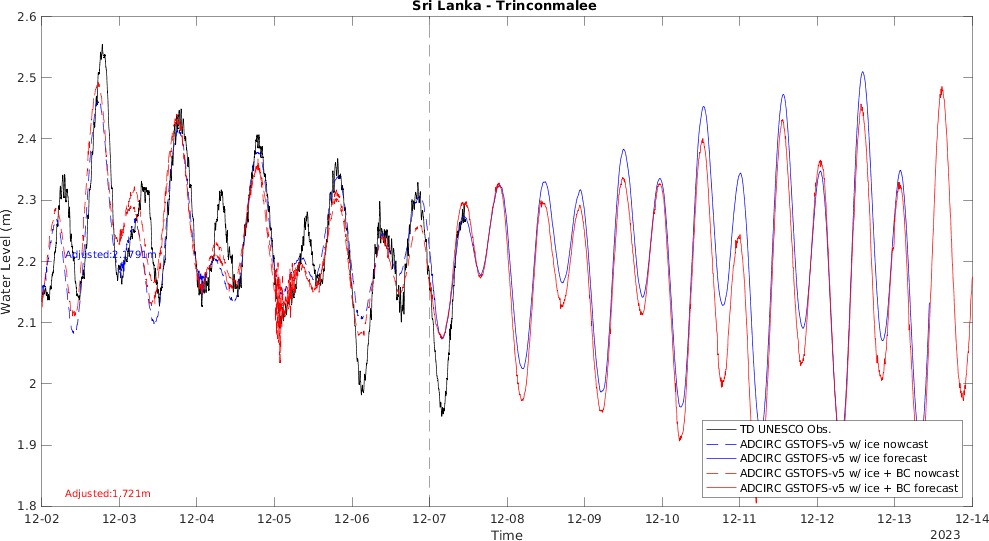 Sri Lanka - Trinconmalee
2.6
2.5
2.4
2.3
2.2
2.1
2
1.9
1.8
Water Level (m)
Adjusted:2.1791m
Adjusted:1.721m
TD UNESCO Obs.
ADCIRC GSTOFS-v5 w/ ice nowcast
ADCIRC GSTOFS-v5 w/ ice forecast
ADCIRC GSTOFS-v5 w/ ice + BC nowcast
ADCIRC GSTOFS-v5 w/ ice + BC forecast
12-02 12-03 12-04 12-05 12-06 12-07 12-08 12-09 12-10 12-11 12-12 12-13 12-14
Time
2023